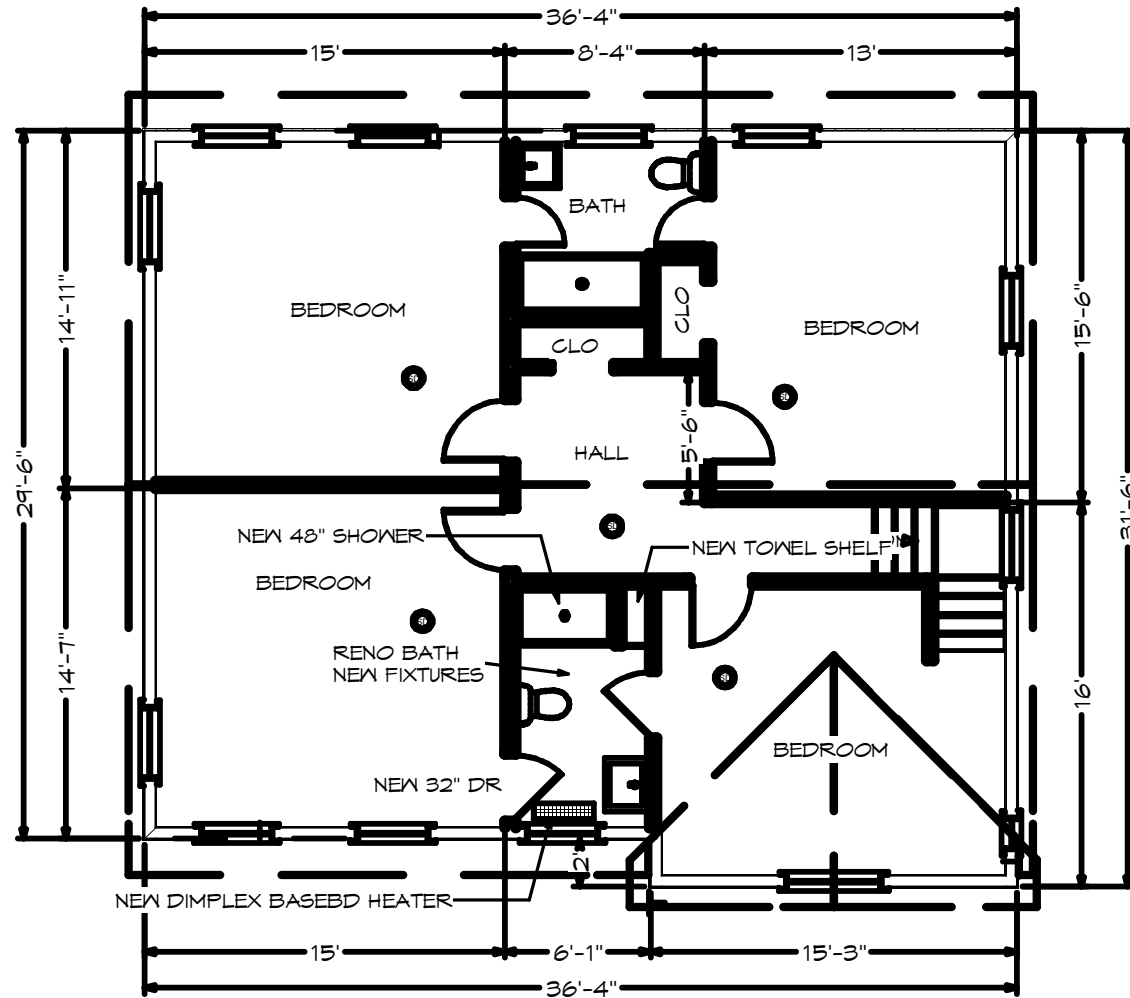 36'-4"
15'
8'-4"
13'
BATH
14'-11"
BEDROOM
CLO
CLO
BEDROOM
15'-6"
29'-6"
31'-6"
5'-6"
HALL
NEW 48" SHOWER
NEW TOWEL SHELF
BEDROOM
14'-7"
RENO BATH
NEW FIXTURES
16'
BEDROOM
NEW 32" DR
2'
NEW DIMPLEX BASEBD HEATER
15'
6'-1"
15'-3"
36'-4"